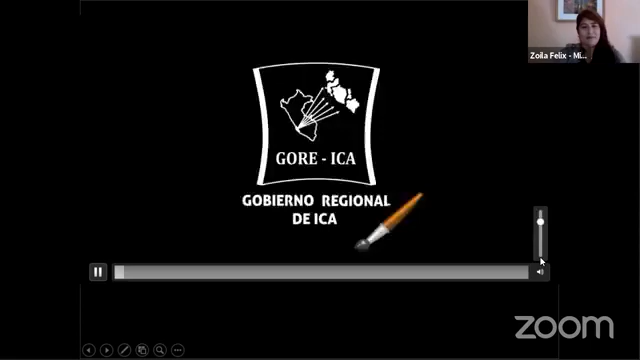 Zoila Felix - Mi...
GORE - ICA
GOBIERNO REGIONAL
DE ICA
zoom